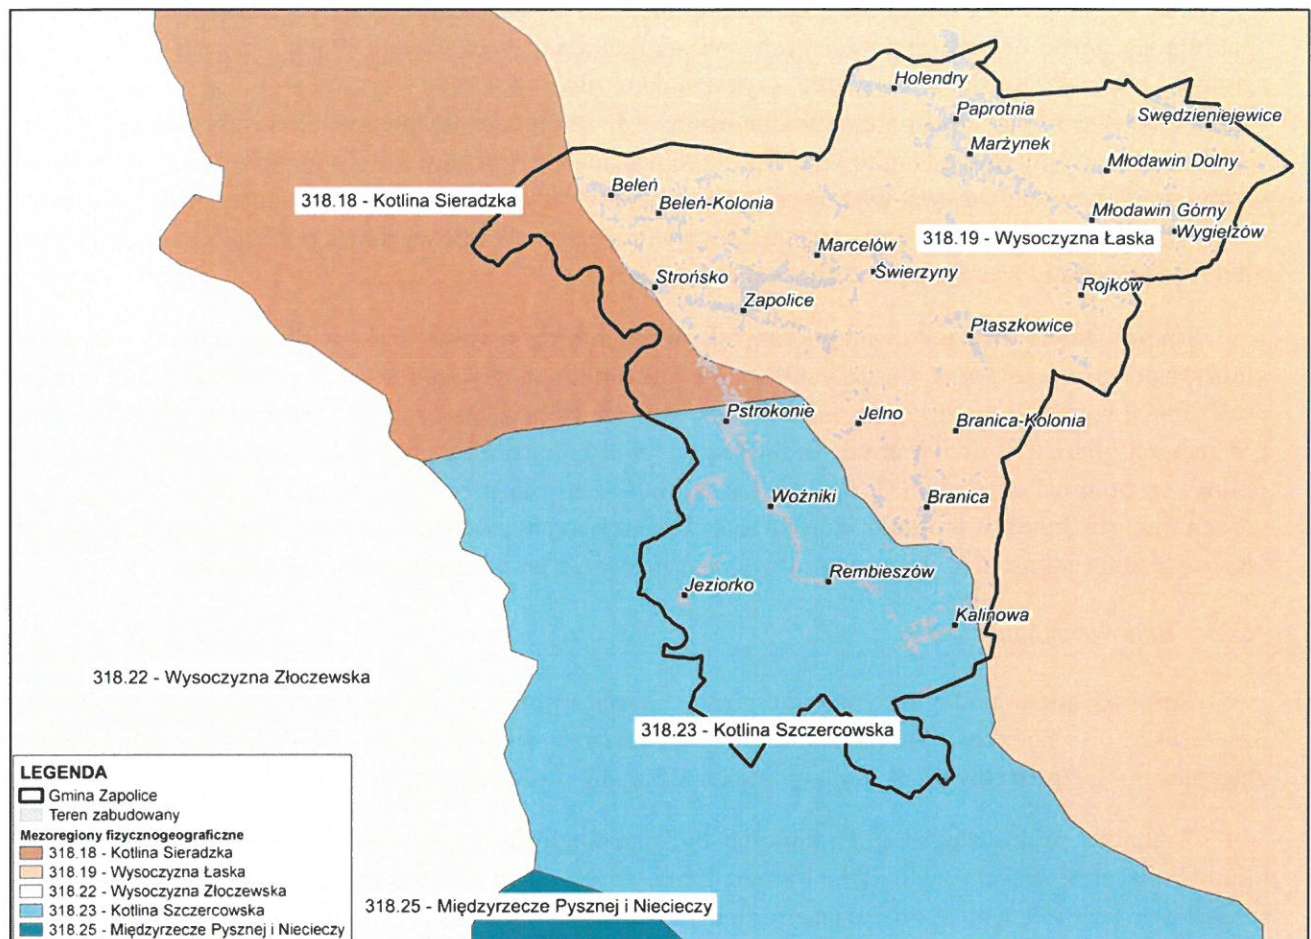 Holendry
Paprotnia
Swędzieniejewice
Marżynek
Młodawin Dolny
318.18 - Kotlina Sieradzka
Beleń
Beleń-Kolonia
Młodawin Górny
Wygiełzów
318.19 - Wysoczyzna Łaska
Marcelów
Świerzyny
Strońsko
Rojków
Zapolice
Ptaszkowice
Pstrokonie
Jelno
Branica-Kolonia
Woźniki
Branica
Rembieszów
Jeziorko
Kalinowa
318.22 - Wysoczyzna Złoczewska
318.23 - Kotlina Szczercowska
LEGENDA
Gmina Zapolice
Teren zabudowany
Mezoregiony fizycznogeograficzne
318.18 - Kotlina Sieradzka
318.19 - Wysoczyzna Łaska
318.22 - Wysoczyzna Złoczewska
318.23 - Kotlina Szczercowska
318.25 - Międzyrzecze Pysznej i Niecieczy
318.25 - Międzyrzecze Pysznej i Niecieczy